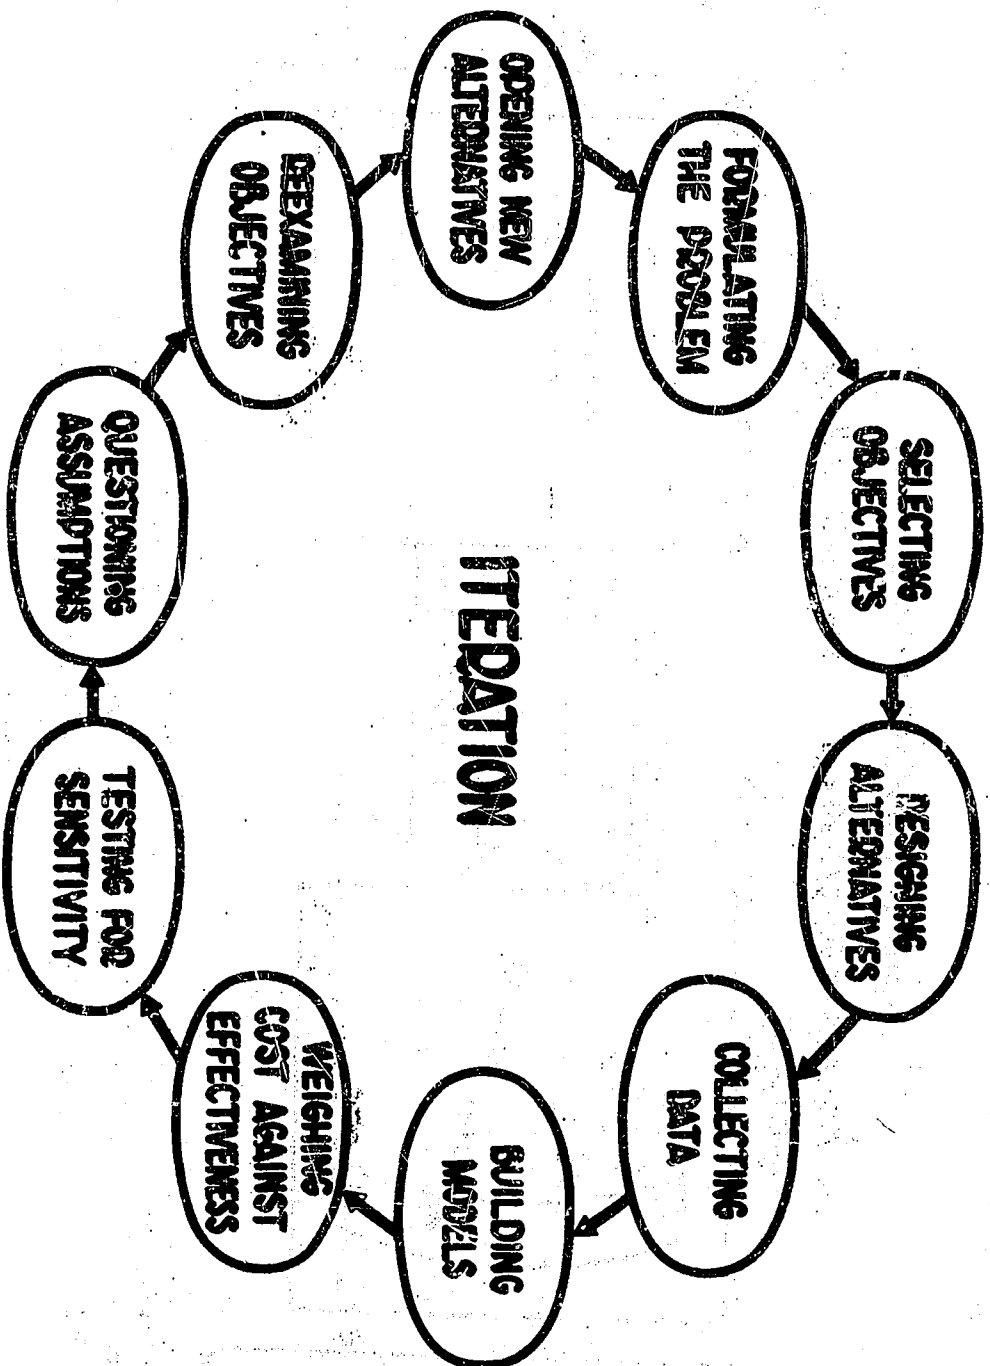 ITERATION
FORMULATING
THE PROBLEM
SELECTING
OBJECTIVES
DESIGNING
ALTERNATIVES
COLLECTING
DATA
BUILDING
MODELS
WEIGHING
COST AGAINST
EFFECTIVENESS
TESTING FOR
SENSITIVITY
QUESTIONING
ASSUMPTIONS
REEXAMINING
OBJECTIVES
OPENING NEW
ALTERNATIVES